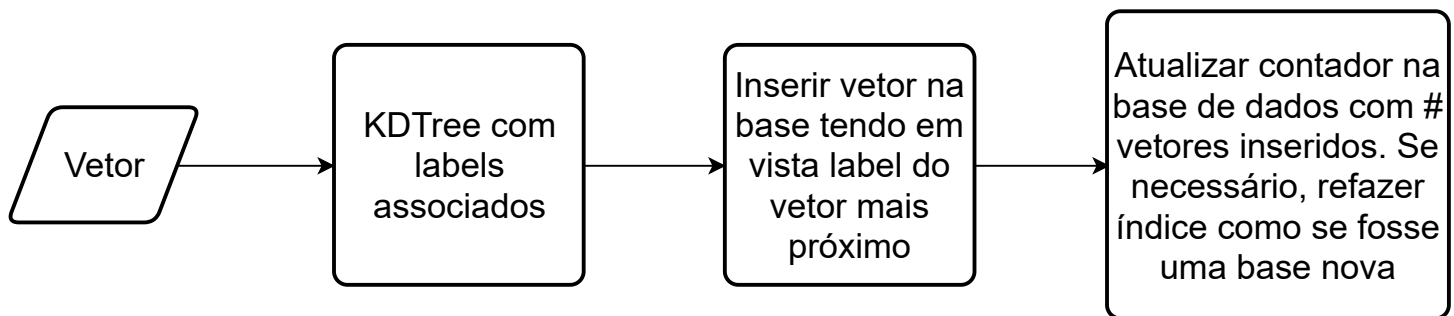 Vetor
KDTree com
labels
associados
Inserir vetor na
base tendo em
vista label do
vetor mais
próximo
Atualizar contador na
base de dados com #
vetores inseridos. Se
necessário, refazer
índice como se fosse
uma base nova